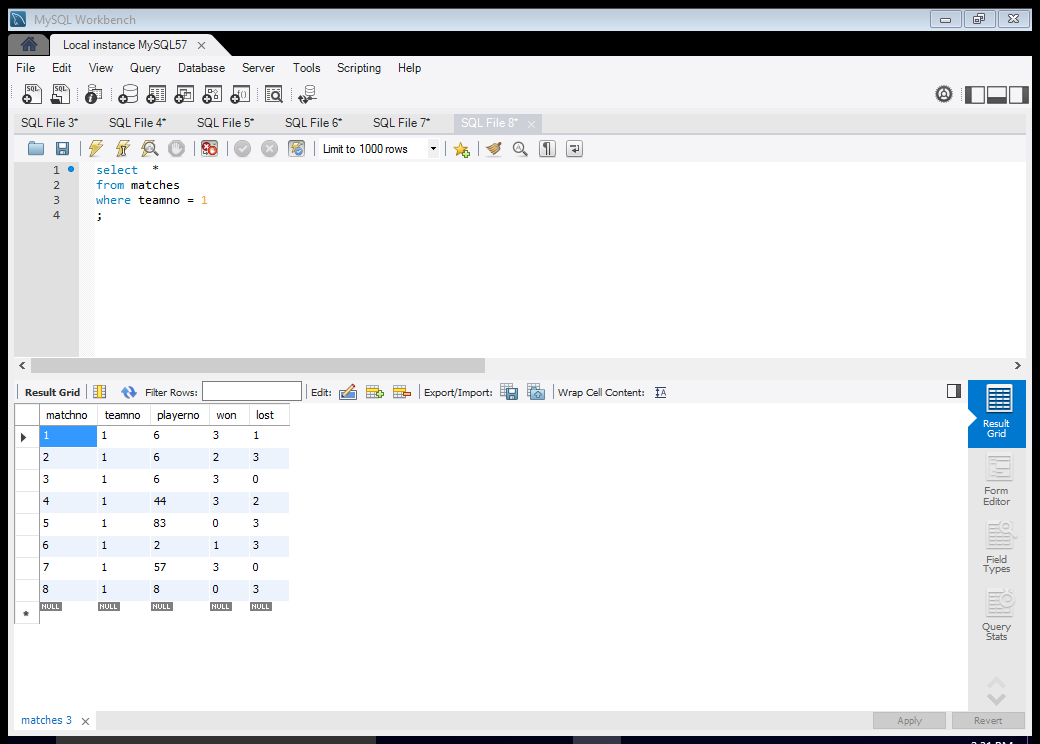 MySQL Workbench
Local instance MySQL57
File Edit View Query Database Server Tools Scripting Help
SQL File 3* SQL File 4* SQL File 5* SQL File 6* SQL File 7* SQL File 8*
Limit to 1000 rows
1 select *
2 from matches
3 where teamno = 1
4 ;
Result Grid Filter Rows: Edit: Export/Import: Wrap Cell Content:
matchno teamno playerno won lost
1 1 6 3 1
2 1 6 2 3
3 1 6 3 0
4 1 44 3 2
5 1 83 0 3
6 1 2 1 3
7 1 57 3 0
8 1 8 0 3
NULL NULL NULL NULL NULL
Result
Grid
Form
Editor
Field
Types
Query
Stats
matches 3
Apply Revert